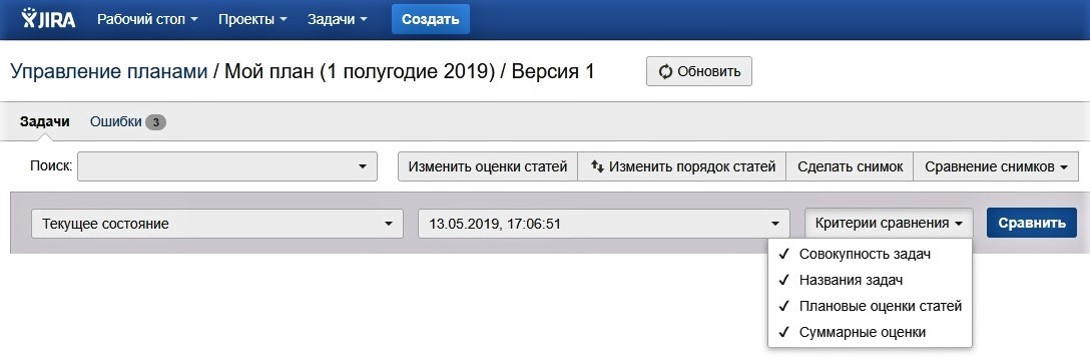 JIRA Рабочий стол Проекты Задачи Создать
Управление планами / Мой план (1 полугодие 2019) / Версия 1 Обновить
Задачи Ошибки 3
Поиск: Изменить оценки статей Изменить порядок статей Сделать снимок Сравнение снимков
Текущее состояние 13.05.2019, 17:06:51 Критерии сравнения Сравнить
Совокупность задач
Названия задач
Плановые оценки статей
Суммарные оценки